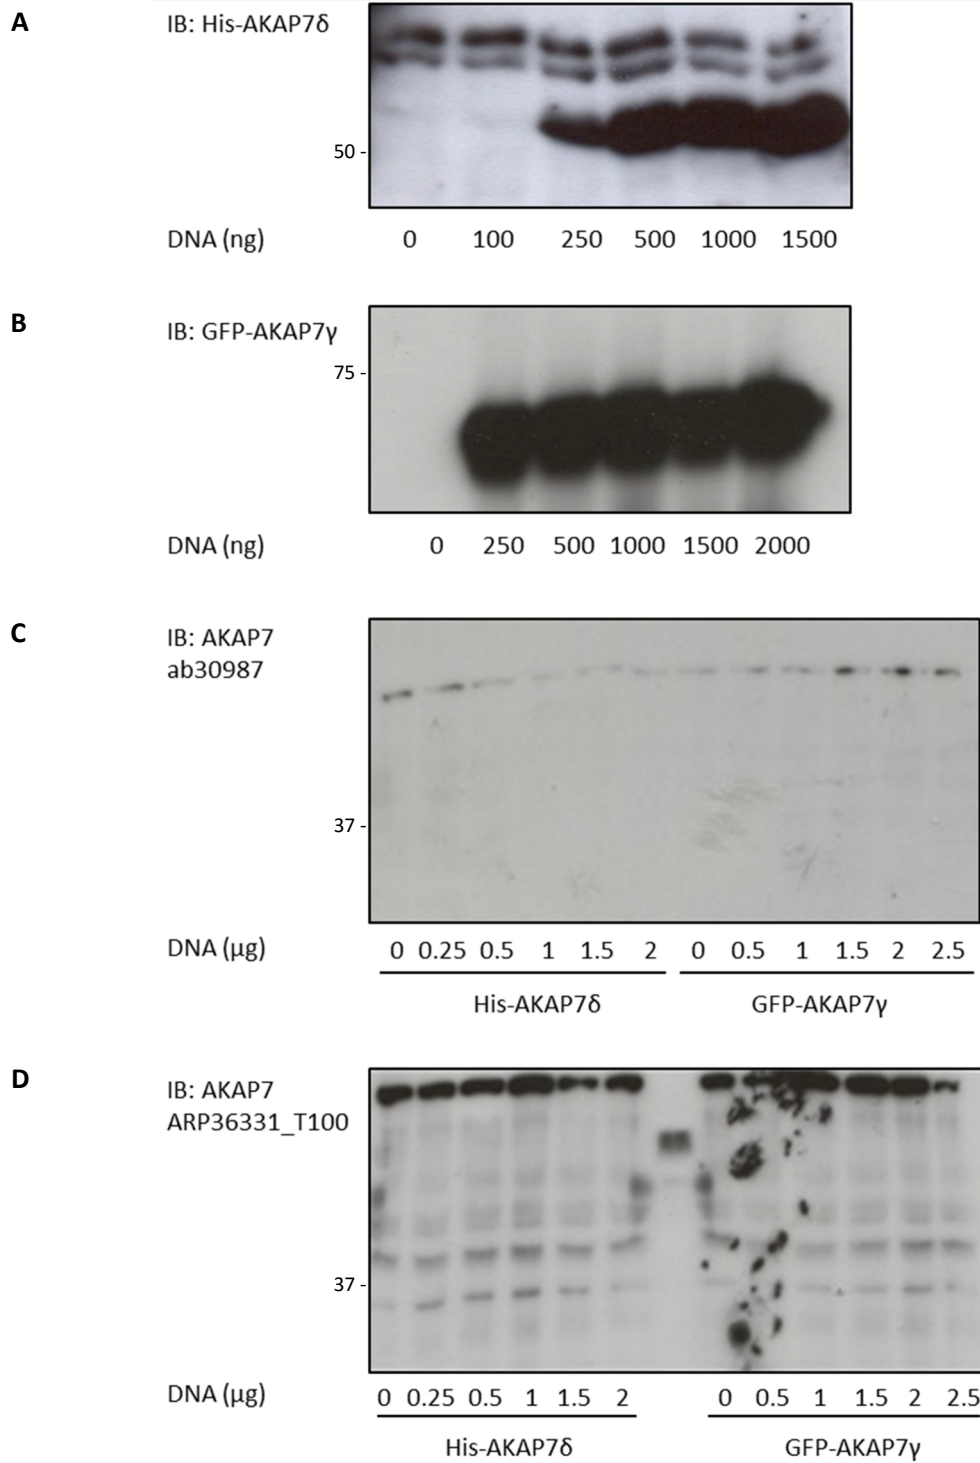 A
IB: His-AKAP7δ
50 -
DNA (ng) 0 100 250 500 1000 1500
B
IB: GFP-AKAP7γ
75 -
DNA (ng) 0 250 500 1000 1500 2000
C
IB: AKAP7
ab30987
37 -
DNA (µg) 0 0.25 0.5 1 1.5 2 0 0.5 1 1.5 2 2.5
His-AKAP7δ GFP-AKAP7γ
D
IB: AKAP7
ARP36331_T100
37 -
DNA (µg) 0 0.25 0.5 1 1.5 2 0 0.5 1 1.5 2 2.5
His-AKAP7δ GFP-AKAP7γ